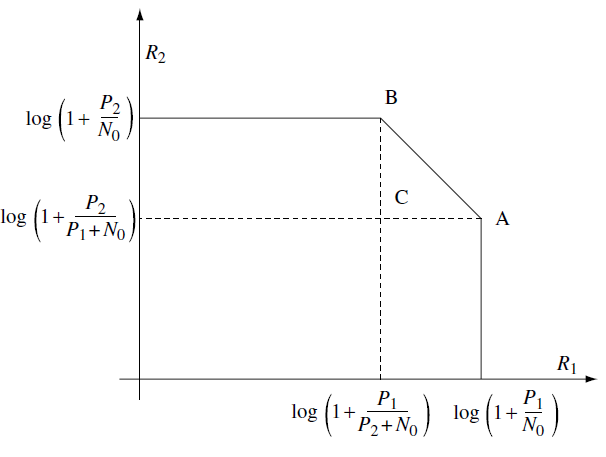 R₂
B
log (1 + P₂/N₀)
C
log (1 + P₂/(P₁ + N₀))
A
R₁
log (1 + P₁/(P₂ + N₀))
log (1 + P₁/N₀)